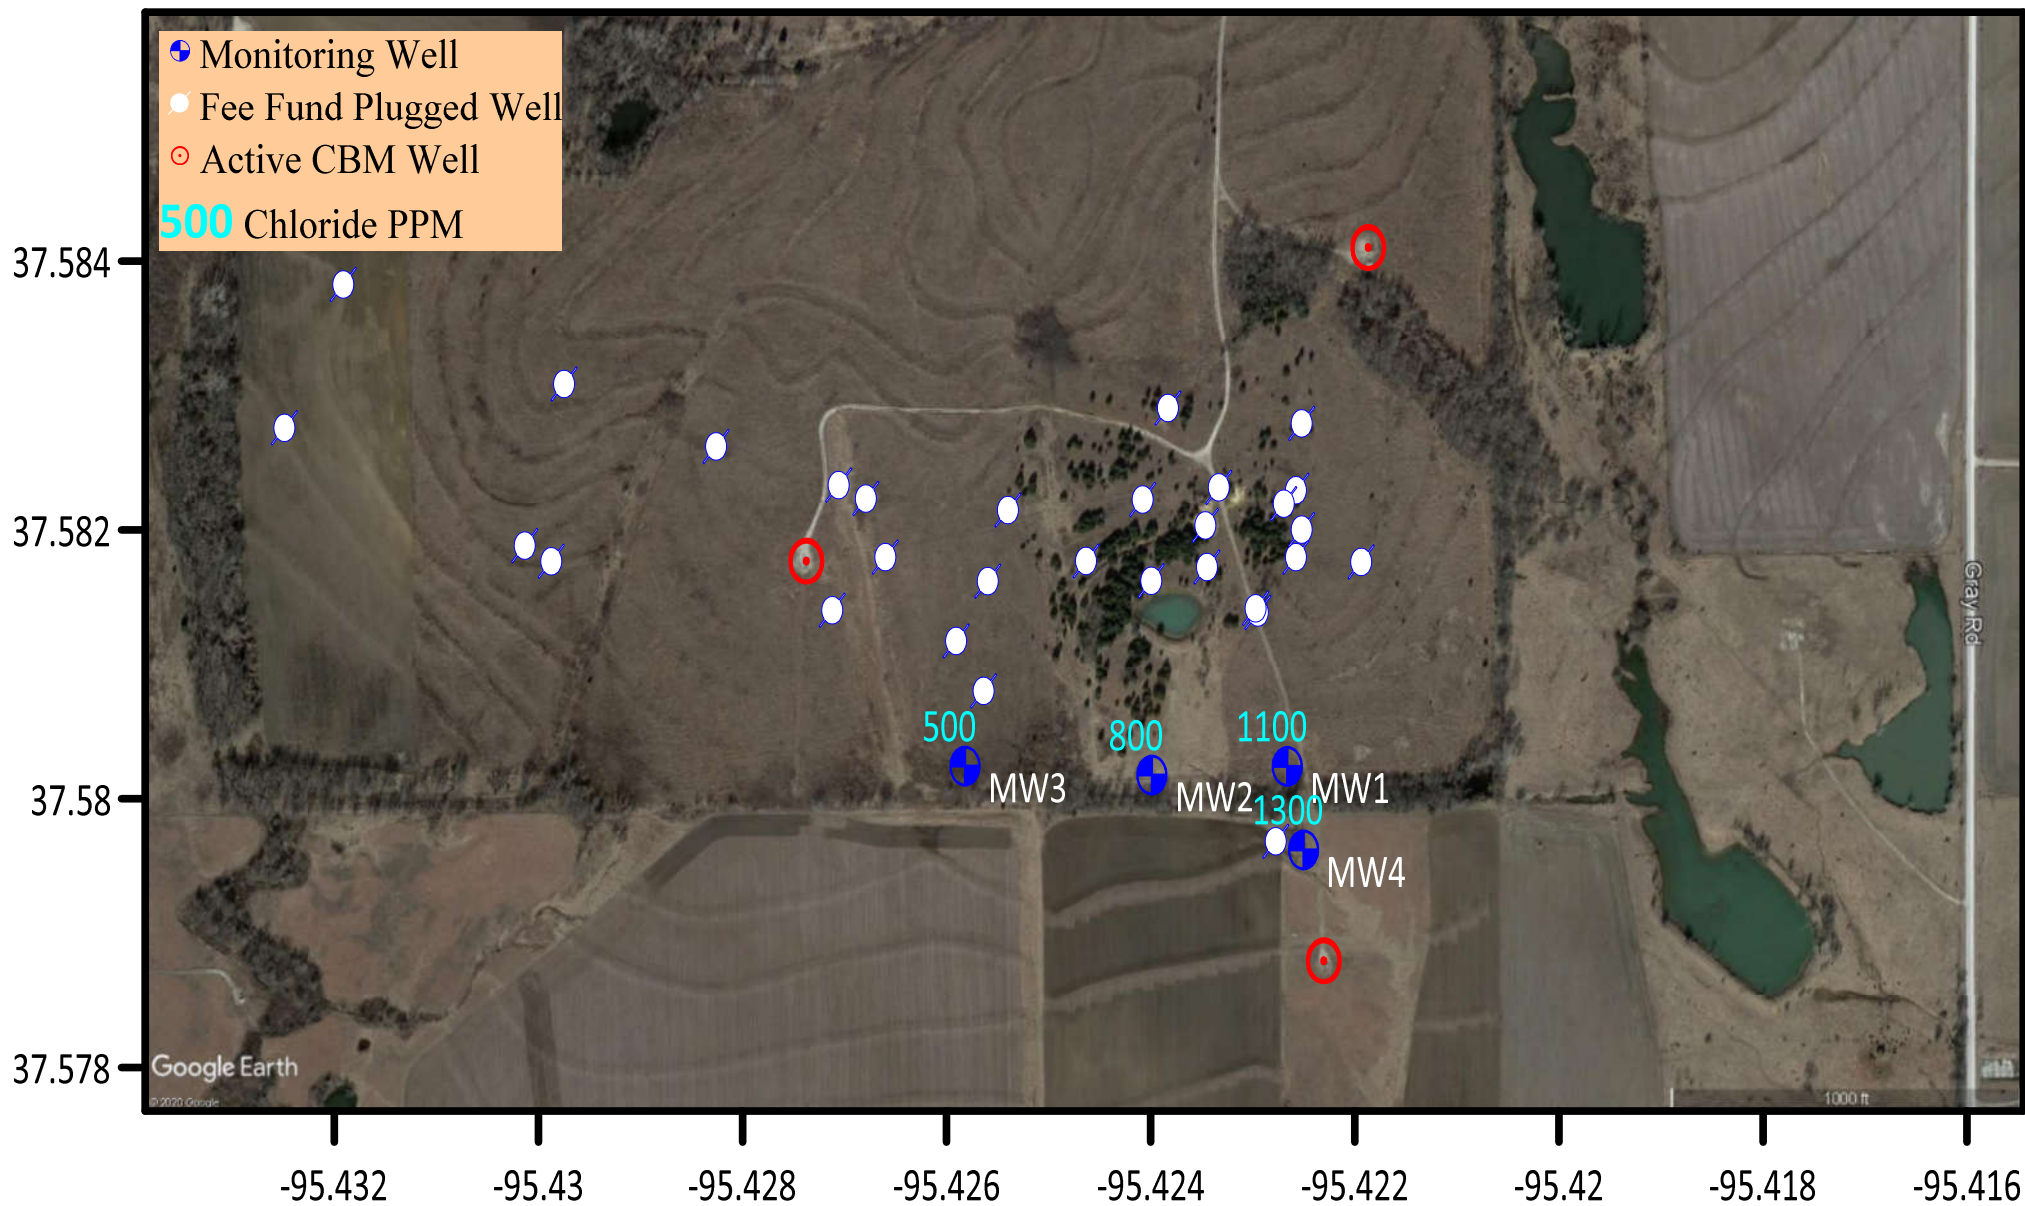 Monitoring Well
Fee Fund Plugged Well
Active CBM Well
500 Chloride PPM
37.584
37.582
37.58
37.578
500
800
1100
MW3
MW2
MW1
1300
MW4
Gray Rd
Google Earth
© 2020 Google
1000 ft
-95.432
-95.43
-95.428
-95.426
-95.424
-95.422
-95.42
-95.418
-95.416